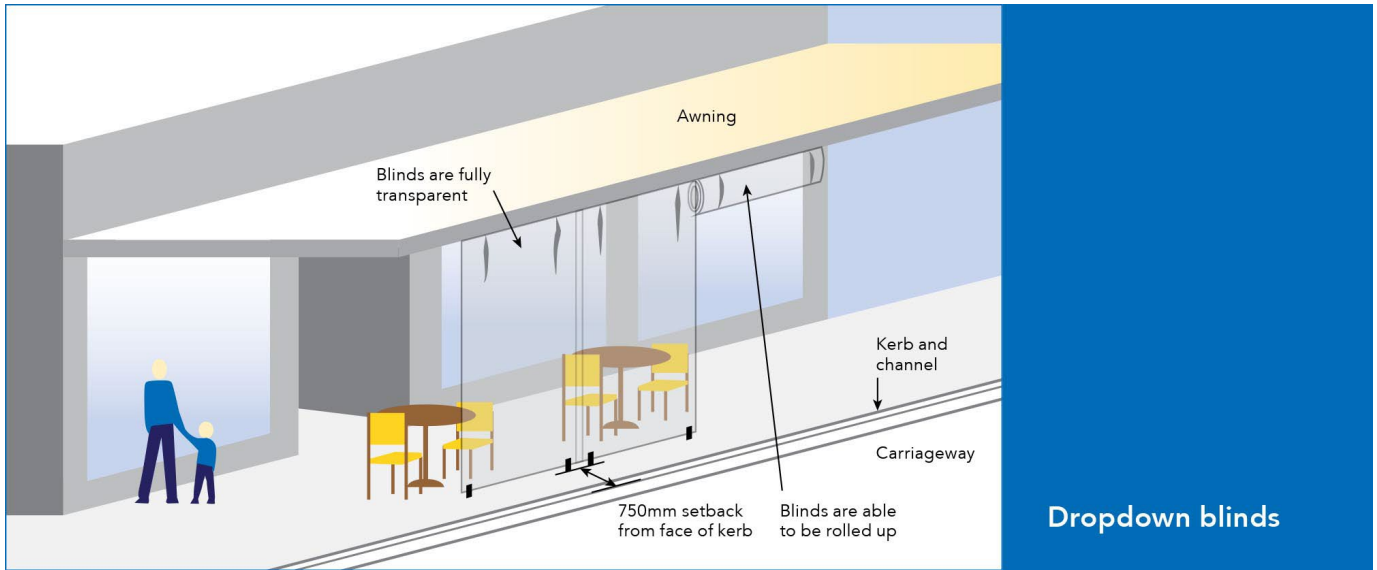 Awning
Blinds are fully
transparent
Kerb and
channel
Carriageway
750mm setback
from face of kerb
Blinds are able
to be rolled up
Dropdown blinds